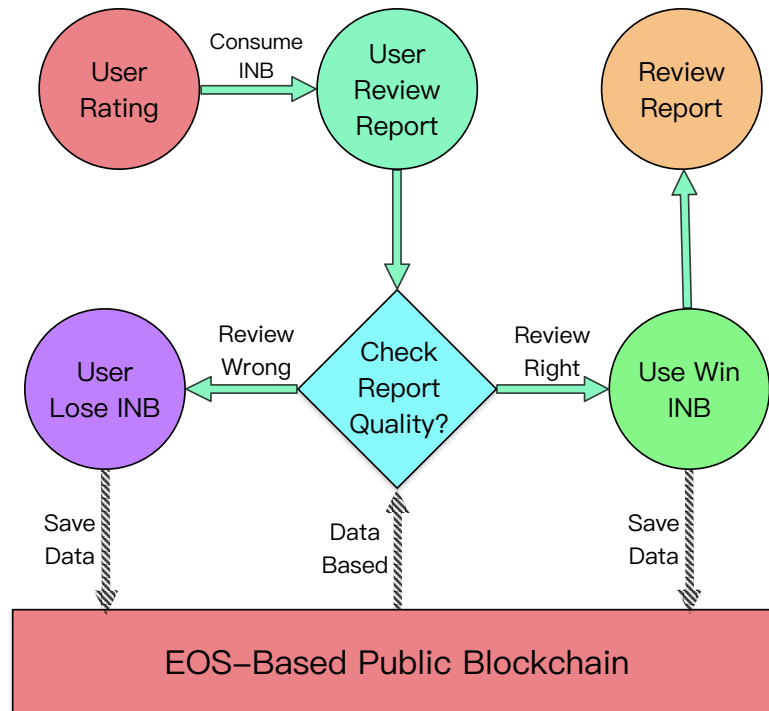 User
Rating
Consume
INB
User
Review
Report
Review
Report
User
Lose INB
Review
Wrong
Check
Report
Quality?
Review
Right
Use Win
INB
Save
Data
Data
Based
Save
Data
EOS–Based Public Blockchain